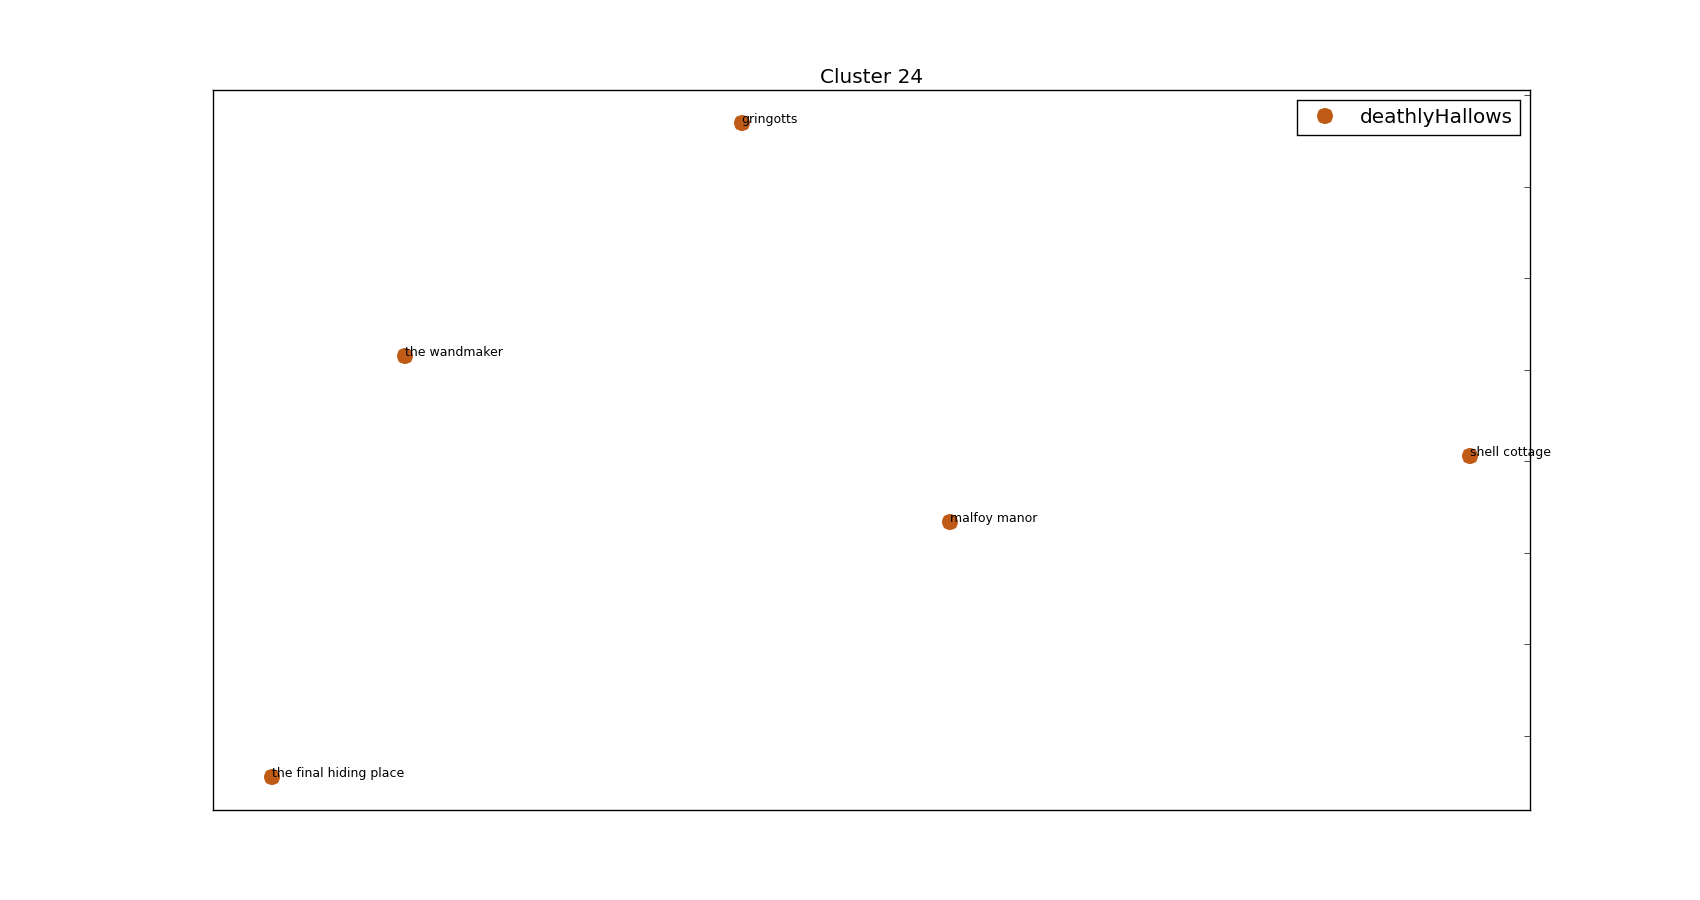 Cluster 24
deathlyHallows
gringotts
the wandmaker
shell cottage
malfoy manor
the final hiding place